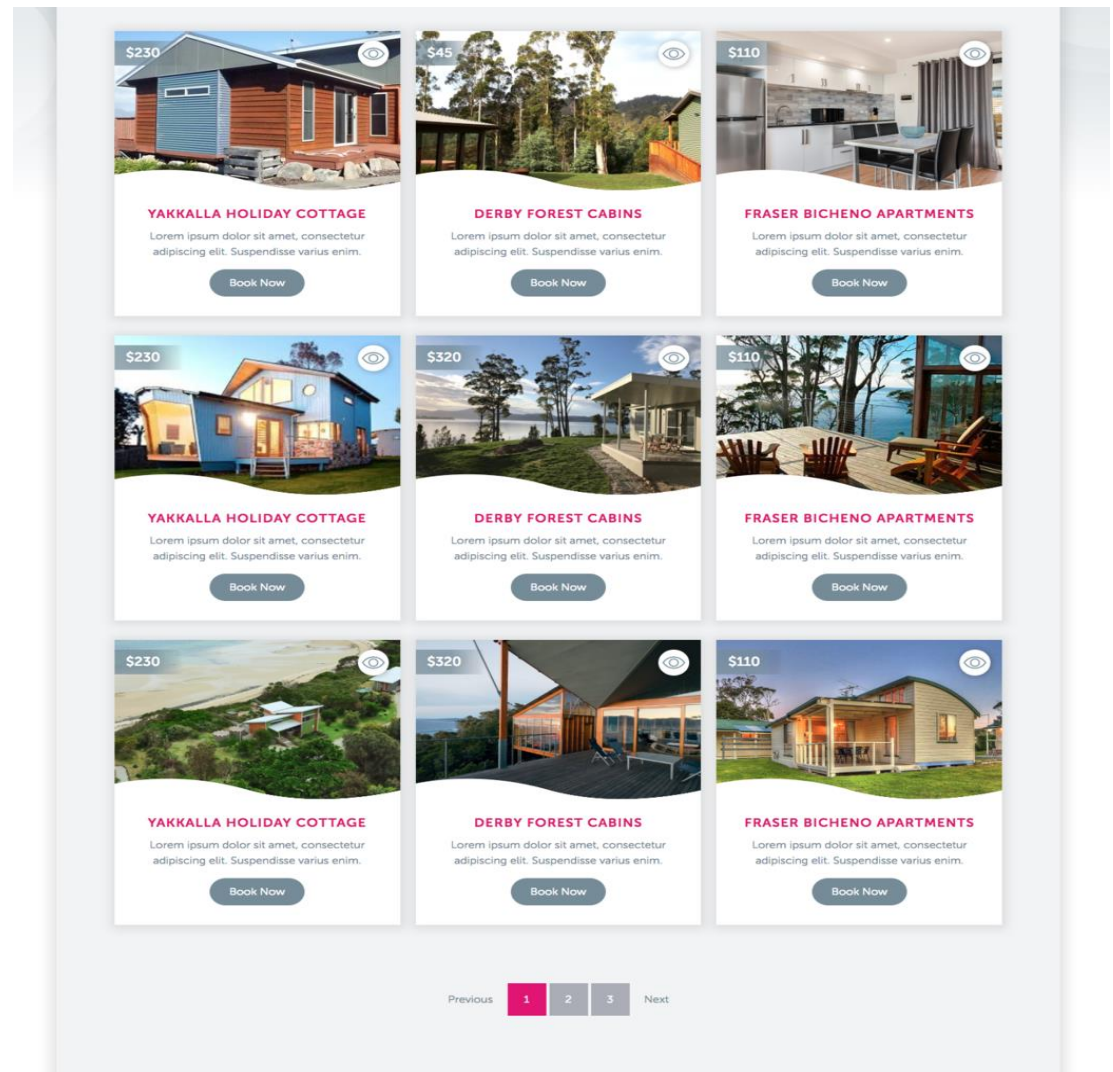 $230
$45
$110
YAKKALLA HOLIDAY COTTAGE
DERBY FOREST CABINS
FRASER BICHENO APARTMENTS
Lorem ipsum dolor sit amet, consectetur
adipiscing elit. Suspendisse varius enim.
Lorem ipsum dolor sit amet, consectetur
adipiscing elit. Suspendisse varius enim.
Lorem ipsum dolor sit amet, consectetur
adipiscing elit. Suspendisse varius enim.
Book Now
Book Now
Book Now
$230
$320
$110
YAKKALLA HOLIDAY COTTAGE
DERBY FOREST CABINS
FRASER BICHENO APARTMENTS
Lorem ipsum dolor sit amet, consectetur
adipiscing elit. Suspendisse varius enim.
Lorem ipsum dolor sit amet, consectetur
adipiscing elit. Suspendisse varius enim.
Lorem ipsum dolor sit amet, consectetur
adipiscing elit. Suspendisse varius enim.
Book Now
Book Now
Book Now
$230
$320
$110
YAKKALLA HOLIDAY COTTAGE
DERBY FOREST CABINS
FRASER BICHENO APARTMENTS
Lorem ipsum dolor sit amet, consectetur
adipiscing elit. Suspendisse varius enim.
Lorem ipsum dolor sit amet, consectetur
adipiscing elit. Suspendisse varius enim.
Lorem ipsum dolor sit amet, consectetur
adipiscing elit. Suspendisse varius enim.
Book Now
Book Now
Book Now
Previous 1 2 3 Next